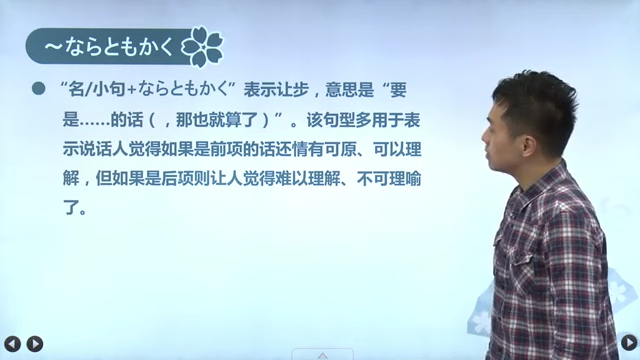 ～ならともかく
“名/小句+ならともかく”表示让步，意思是“要
是……的话（，那也就算了）”。该句型多用于表
示说话人觉得如果是前项的话还情有可原、可以理
解，但如果是后项则让人觉得难以理解、不可理喻
了。